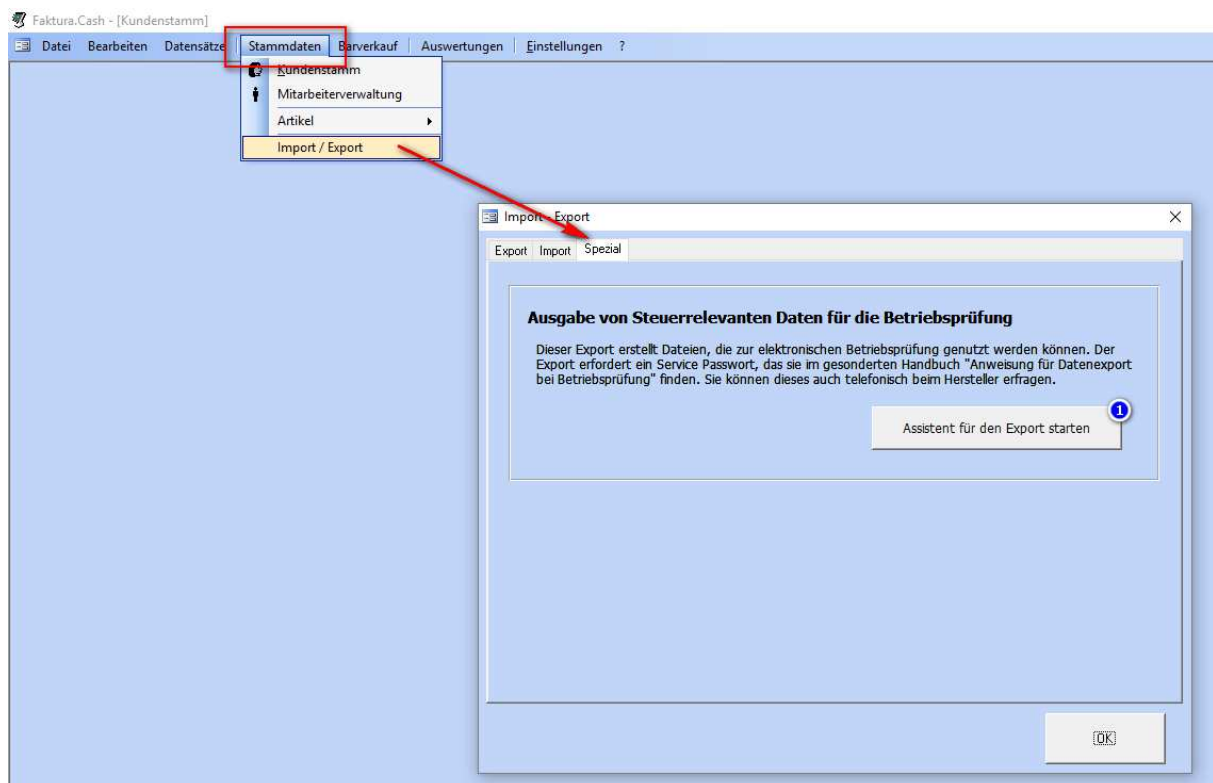 Faktura.Cash - [Kundenstamm]
Datei Bearbeiten Datensätze Stammdaten Barverkauf Auswertungen Einstellungen ?
Kundenstamm
Mitarbeiterverwaltung
Artikel
Import / Export
Import - Export
Export Import Spezial
Ausgabe von Steuerrelevanten Daten für die Betriebsprüfung
Dieser Export erstellt Dateien, die zur elektronischen Betriebsprüfung genutzt werden können. Der
Export erfordert ein Service Passwort, das sie im gesonderten Handbuch "Anweisung für Datenexport
bei Betriebsprüfung" finden. Sie können dieses auch telefonisch beim Hersteller erfragen.
1
Assistent für den Export starten
OK